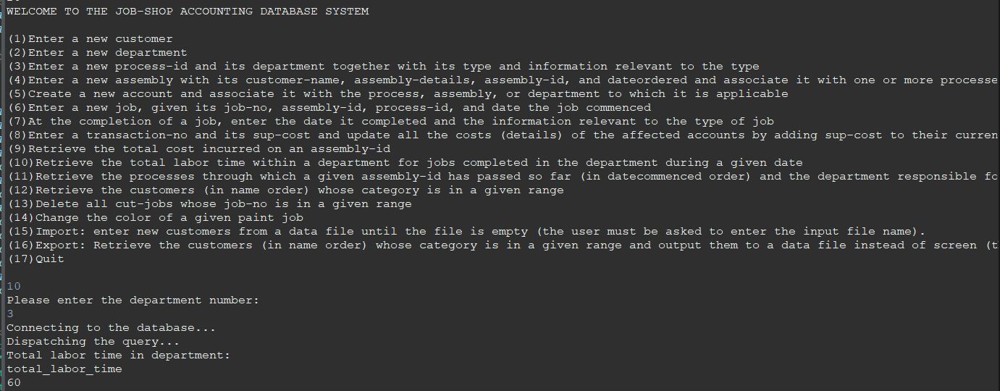 WELCOME TO THE JOB-SHOP ACCOUNTING DATABASE SYSTEM
(1)Enter a new customer
(2)Enter a new department
(3)Enter a new process-id and its department together with its type and information relevant to the type
(4)Enter a new assembly with its customer-name, assembly-details, assembly-id, and dateordered and associate it with one or more processe
(5)Create a new account and associate it with the process, assembly, or department to which it is applicable
(6)Enter a new job, given its job-no, assembly-id, process-id, and date the job commenced
(7)At the completion of a job, enter the date it completed and the information relevant to the type of job
(8)Enter a transaction-no and its sup-cost and update all the costs (details) of the affected accounts by adding sup-cost to their curren
(9)Retrieve the total cost incurred on an assembly-id
(10)Retrieve the total labor time within a department for jobs completed in the department during a given date
(11)Retrieve the processes through which a given assembly-id has passed so far (in datecommenced order) and the department responsible fo
(12)Retrieve the customers (in name order) whose category is in a given range
(13)Delete all cut-jobs whose job-no is in a given range
(14)Change the color of a given paint job
(15)Import: enter new customers from a data file until the file is empty (the user must be asked to enter the input file name).
(16)Export: Retrieve the customers (in name order) whose category is in a given range and output them to a data file instead of screen (t
(17)Quit
10
Please enter the department number:
3
Connecting to the database...
Dispatching the query...
Total labor time in department:
total_labor_time
60